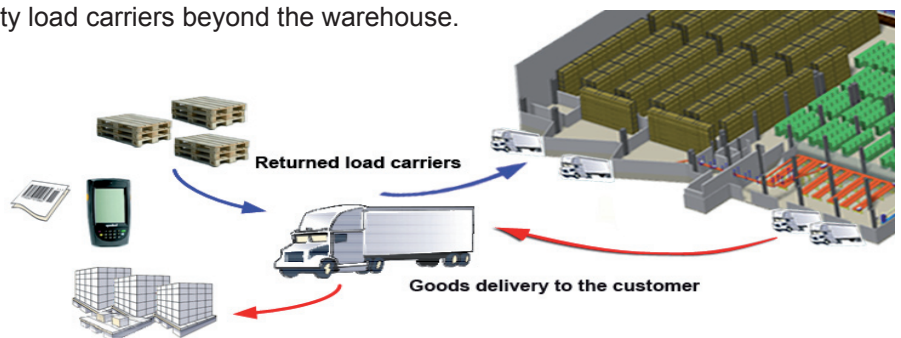 ty load carriers beyond the warehouse.
Returned load carriers
Goods delivery to the customer